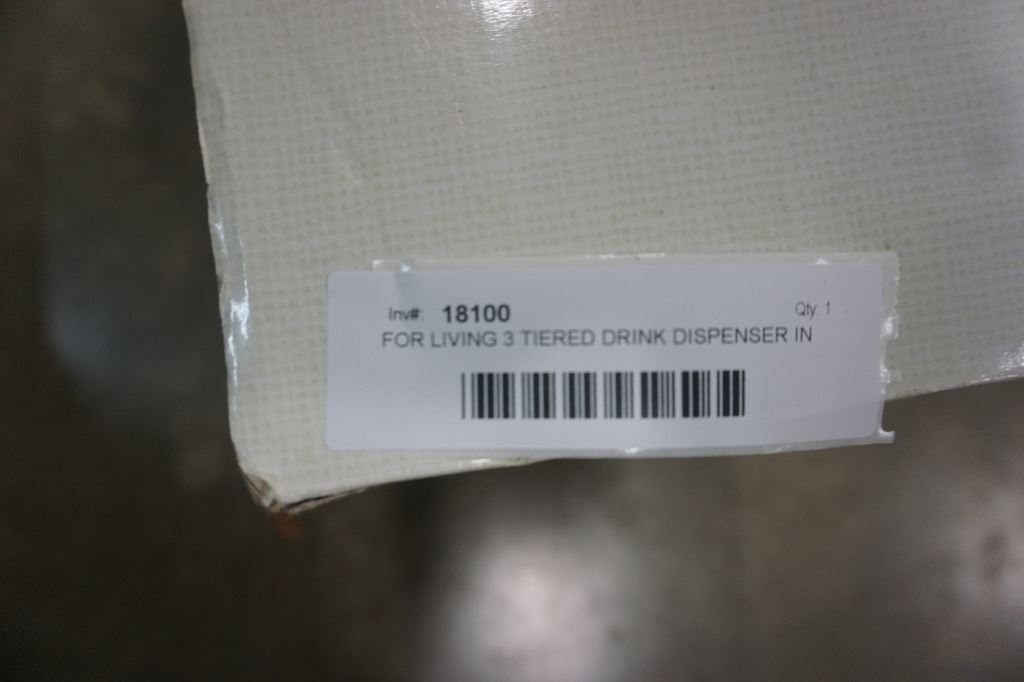 Inv#: 18100 Qty: 1
FOR LIVING 3 TIERED DRINK DISPENSER IN